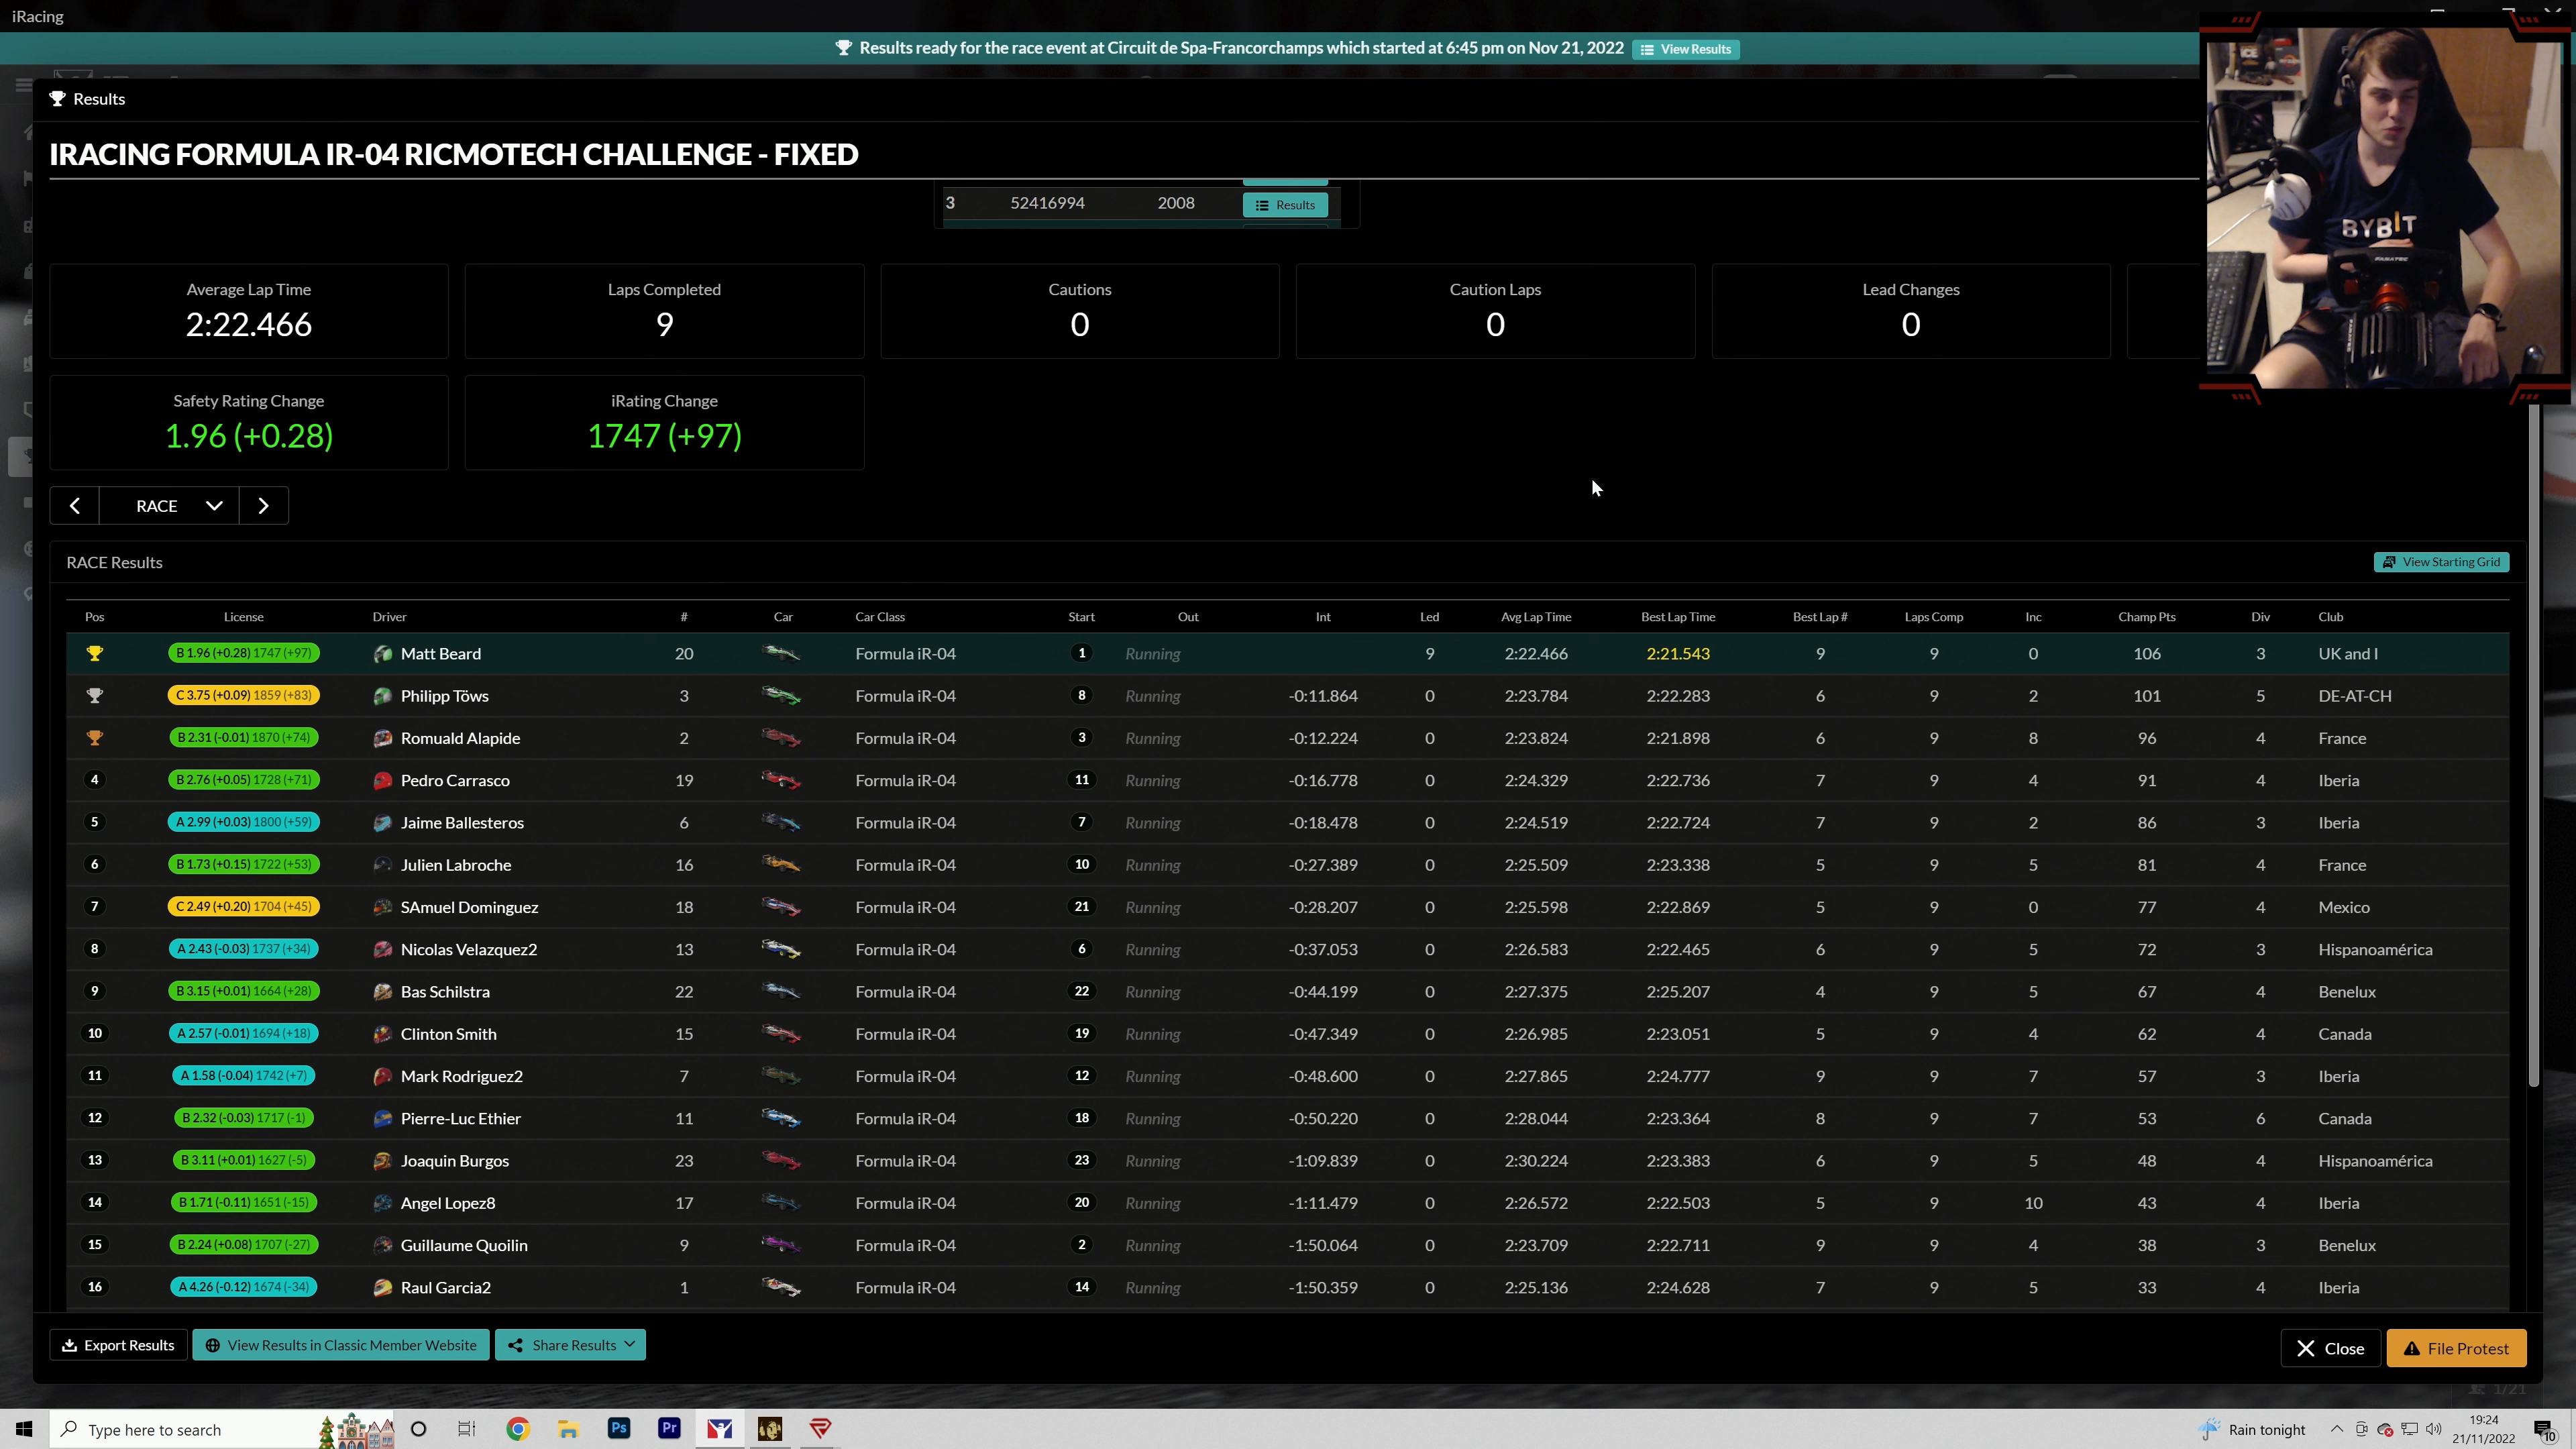 iRacing
Results ready for the race event at Circuit de Spa-Francorchamps which started at 6:45 pm on Nov 21, 2022 View Results
Results
IRACING FORMULA IR-04 RICMOTECH CHALLENGE - FIXED
3 52416994 2008 Results
BYBIT
FANATEC
Average Lap Time Laps Completed Cautions Caution Laps Lead Changes
2:22.466 9 0 0 0
Safety Rating Change iRating Change
1.96 (+0.28) 1747 (+97)
RACE
RACE Results View Starting Grid
Pos License Driver # Car Car Class Start Out Int Led Avg Lap Time Best Lap Time Best Lap # Laps Comp Inc Champ Pts Div Club
B 1.96 (+0.28) 1747 (+97) Matt Beard 20 Formula iR-04 1 Running 9 2:22.466 2:21.543 9 9 0 106 3 UK and I
C 3.75 (+0.09) 1859 (+83) Philipp Töws 3 Formula iR-04 8 Running -0:11.864 0 2:23.784 2:22.283 6 9 2 101 5 DE-AT-CH
B 2.31 (-0.01) 1870 (+74) Romuald Alapide 2 Formula iR-04 3 Running -0:12.224 0 2:23.824 2:21.898 6 9 8 96 4 France
4 B 2.76 (+0.05) 1728 (+71) Pedro Carrasco 19 Formula iR-04 11 Running -0:16.778 0 2:24.329 2:22.736 7 9 4 91 4 Iberia
5 A 2.99 (+0.03) 1800 (+59) Jaime Ballesteros 6 Formula iR-04 7 Running -0:18.478 0 2:24.519 2:22.724 7 9 2 86 3 Iberia
6 B 1.73 (+0.15) 1722 (+53) Julien Labroche 16 Formula iR-04 10 Running -0:27.389 0 2:25.509 2:23.338 5 9 5 81 4 France
7 C 2.49 (+0.20) 1704 (+45) SAmuel Dominguez 18 Formula iR-04 21 Running -0:28.207 0 2:25.598 2:22.869 5 9 0 77 4 Mexico
8 A 2.43 (-0.03) 1737 (+34) Nicolas Velazquez2 13 Formula iR-04 6 Running -0:37.053 0 2:26.583 2:22.465 6 9 5 72 3 Hispanoamérica
9 B 3.15 (+0.01) 1664 (+28) Bas Schilstra 22 Formula iR-04 22 Running -0:44.199 0 2:27.375 2:25.207 4 9 5 67 4 Benelux
10 A 2.57 (-0.01) 1694 (+18) Clinton Smith 15 Formula iR-04 19 Running -0:47.349 0 2:26.985 2:23.051 5 9 4 62 4 Canada
11 A 1.58 (-0.04) 1742 (+7) Mark Rodriguez2 7 Formula iR-04 12 Running -0:48.600 0 2:27.865 2:24.777 9 9 7 57 3 Iberia
12 B 2.32 (-0.03) 1717 (-1) Pierre-Luc Ethier 11 Formula iR-04 18 Running -0:50.220 0 2:28.044 2:23.364 8 9 7 53 6 Canada
13 B 3.11 (+0.01) 1627 (-5) Joaquin Burgos 23 Formula iR-04 23 Running -1:09.839 0 2:30.224 2:23.383 6 9 5 48 4 Hispanoamérica
14 B 1.71 (-0.11) 1651 (-15) Angel Lopez8 17 Formula iR-04 20 Running -1:11.479 0 2:26.572 2:22.503 5 9 10 43 4 Iberia
15 B 2.24 (+0.08) 1707 (-27) Guillaume Quoilin 9 Formula iR-04 2 Running -1:50.064 0 2:23.709 2:22.711 9 9 4 38 3 Benelux
16 A 4.26 (-0.12) 1674 (-34) Raul Garcia2 1 Formula iR-04 14 Running -1:50.359 0 2:25.136 2:24.628 7 9 5 33 4 Iberia
Export Results View Results in Classic Member Website Share Results Close File Protest
1/21
Type here to search Ps Pr Rain tonight 19:24
21/11/2022 10